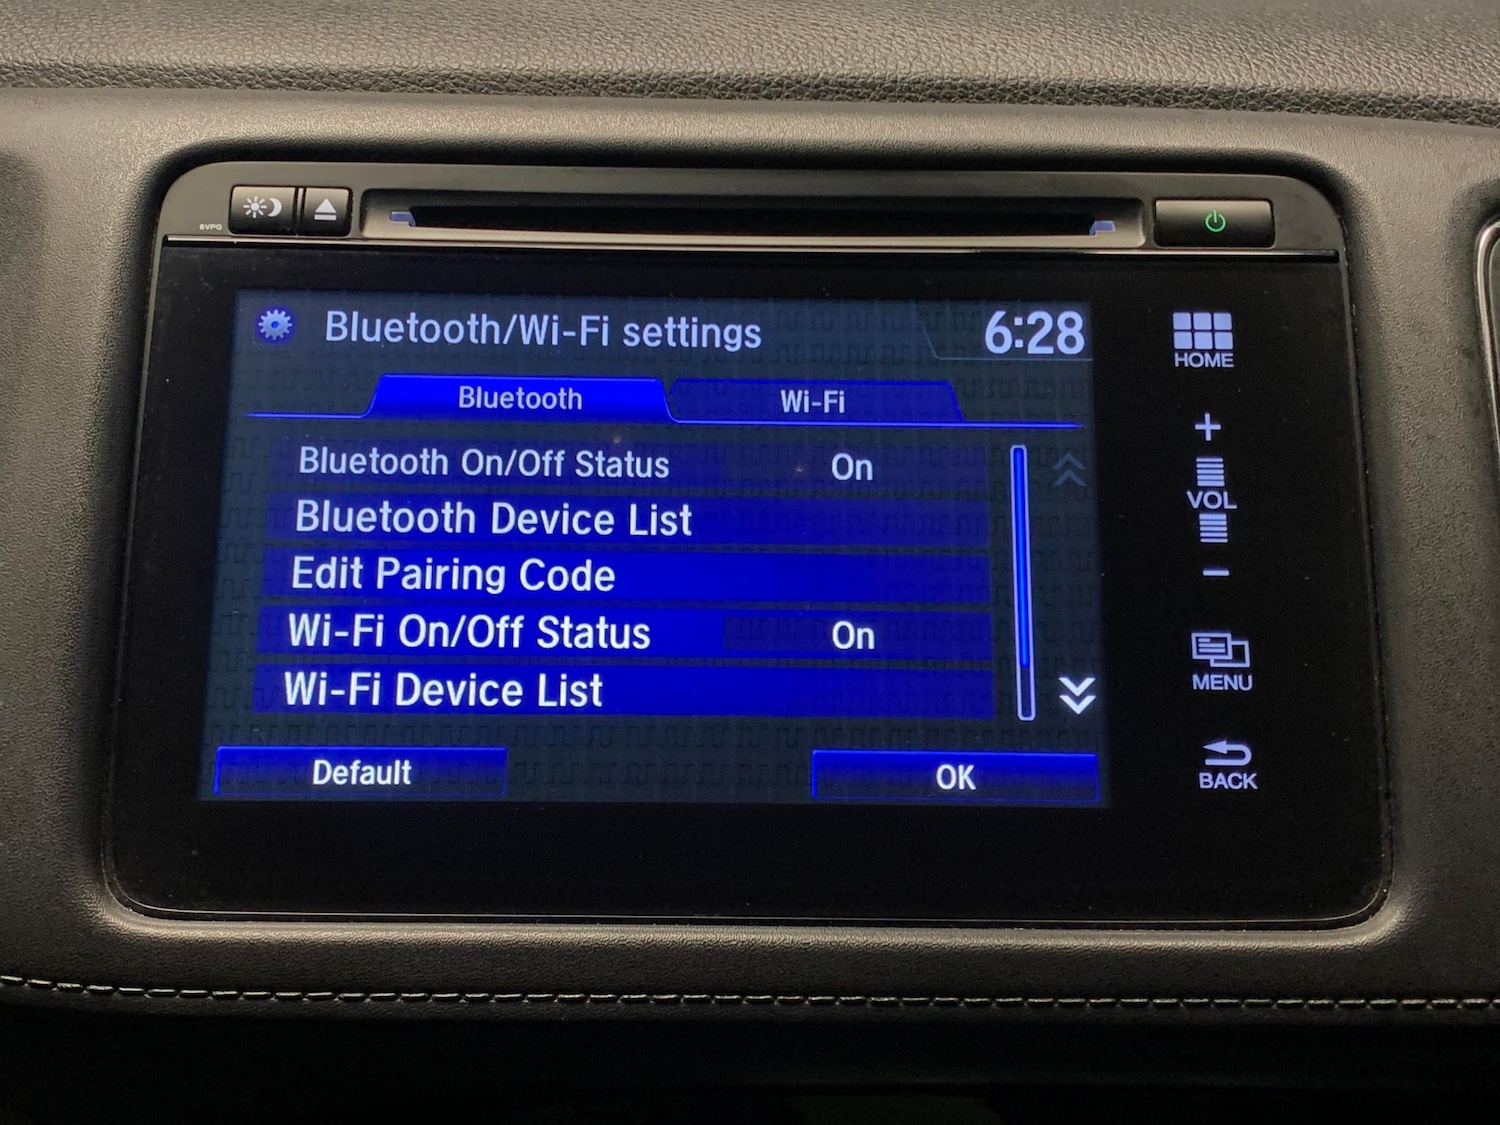 6VPG
Bluetooth/Wi-Fi settings
6:28
HOME
Bluetooth
Wi-Fi
Bluetooth On/Off Status
On
VOL
Bluetooth Device List
Edit Pairing Code
Wi-Fi On/Off Status
On
MENU
Wi-Fi Device List
Default
OK
BACK